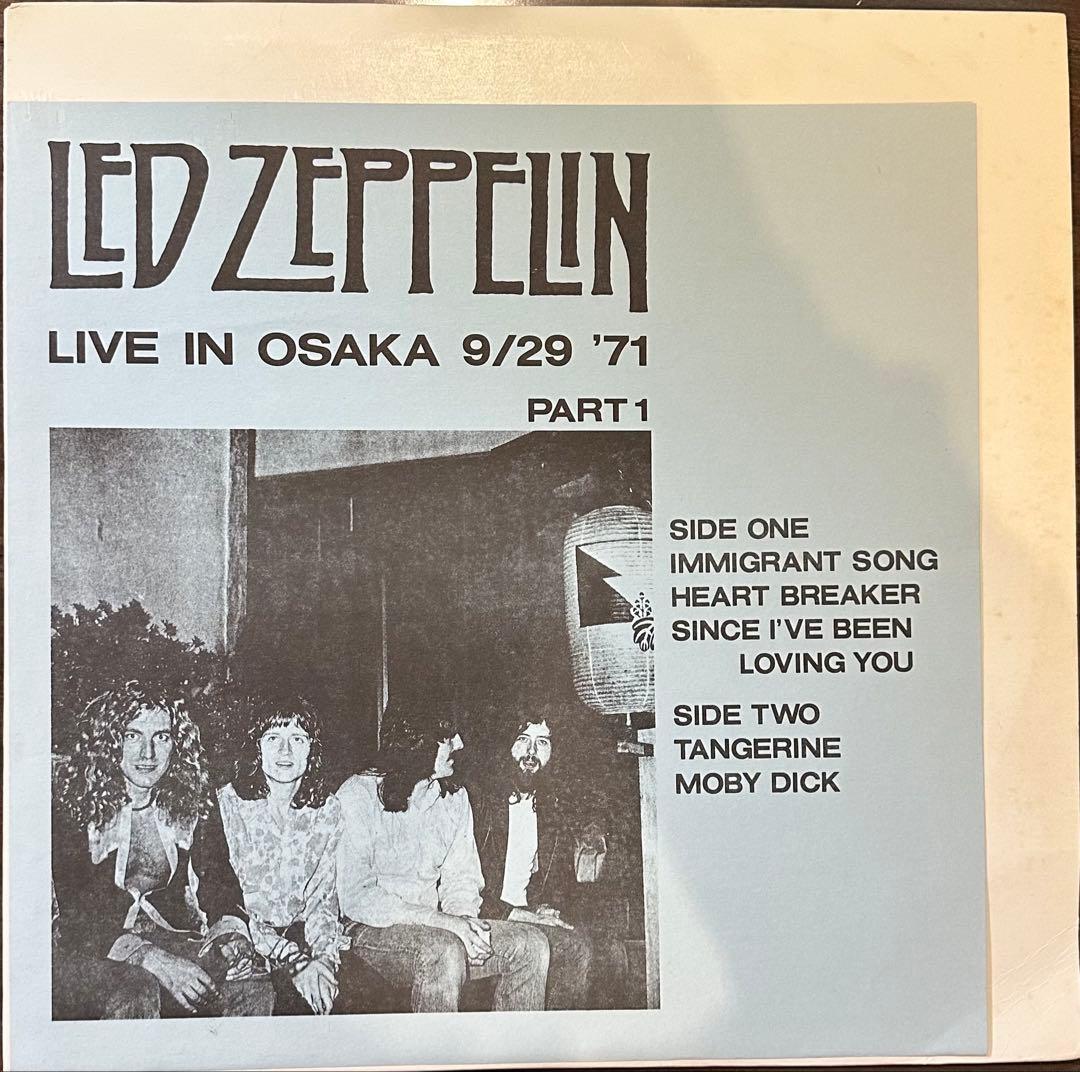 LED ZEPPELIN
LIVE IN OSAKA 9/29 '71
PART 1
SIDE ONE
IMMIGRANT SONG
HEART BREAKER
SINCE I'VE BEEN
LOVING YOU
SIDE TWO
TANGERINE
MOBY DICK